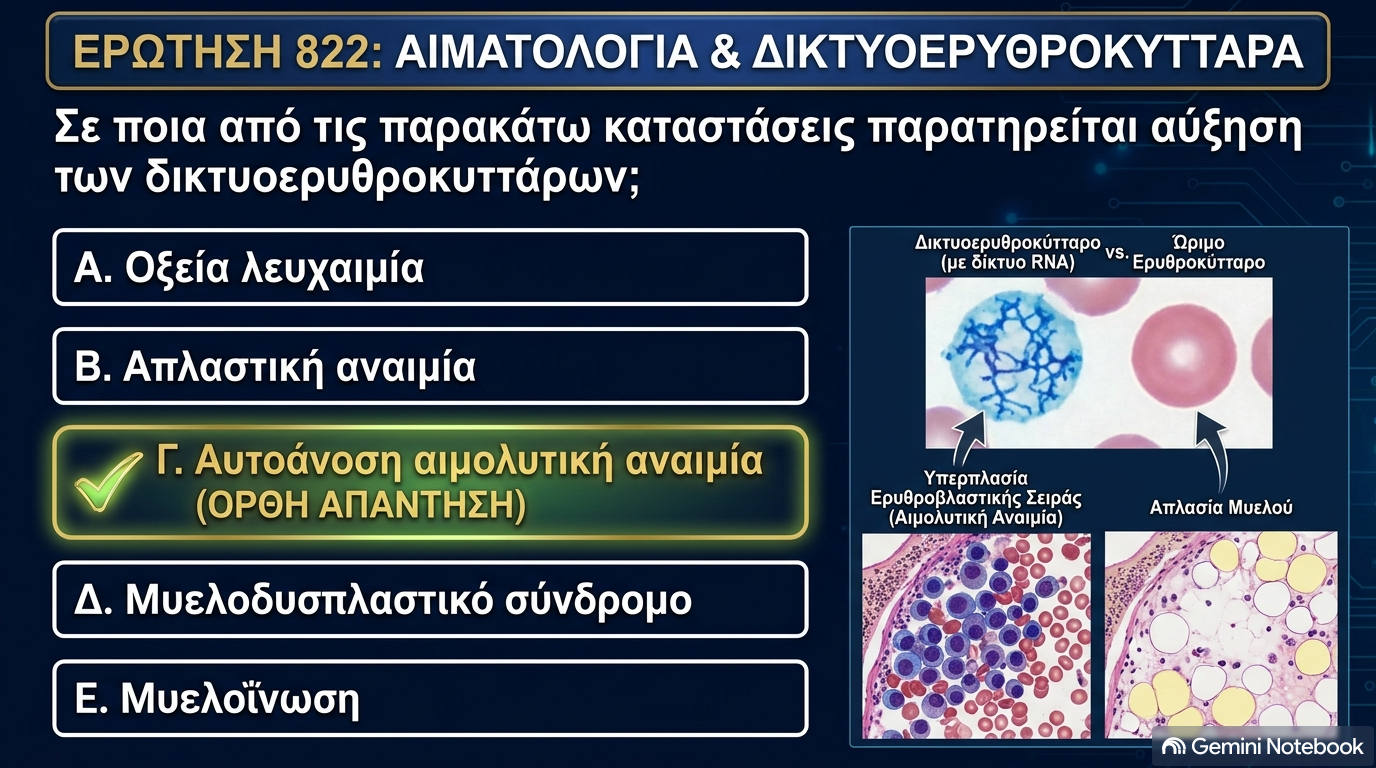 ΕΡΩΤΗΣΗ 822: ΑΙΜΑΤΟΛΟΓΙΑ & ΔΙΚΤΥΟΕΡΥΘΡΟΚΥΤΤΑΡΑ
Σε ποια από τις παρακάτω καταστάσεις παρατηρείται αύξηση
των δικτυοερυθροκυττάρων;
Α. Οξεία λευχαιμία
Β. Απλαστική αναιμία
Γ. Αυτοάνοση αιμολυτική αναιμία
(ΟΡΘΗ ΑΠΑΝΤΗΣΗ)
Δ. Μυελοδυσπλαστικό σύνδρομο
Ε. Μυελοΐνωση
Δικτυοερυθροκύτταρο
(με δίκτυο RNA)
vs.
Ώριμο
Ερυθροκύτταρο
Υπερπλασία
Ερυθροβλαστικής Σειράς
(Αιμολυτική Αναιμία)
Απλασία Μυελού
Gemini Notebook